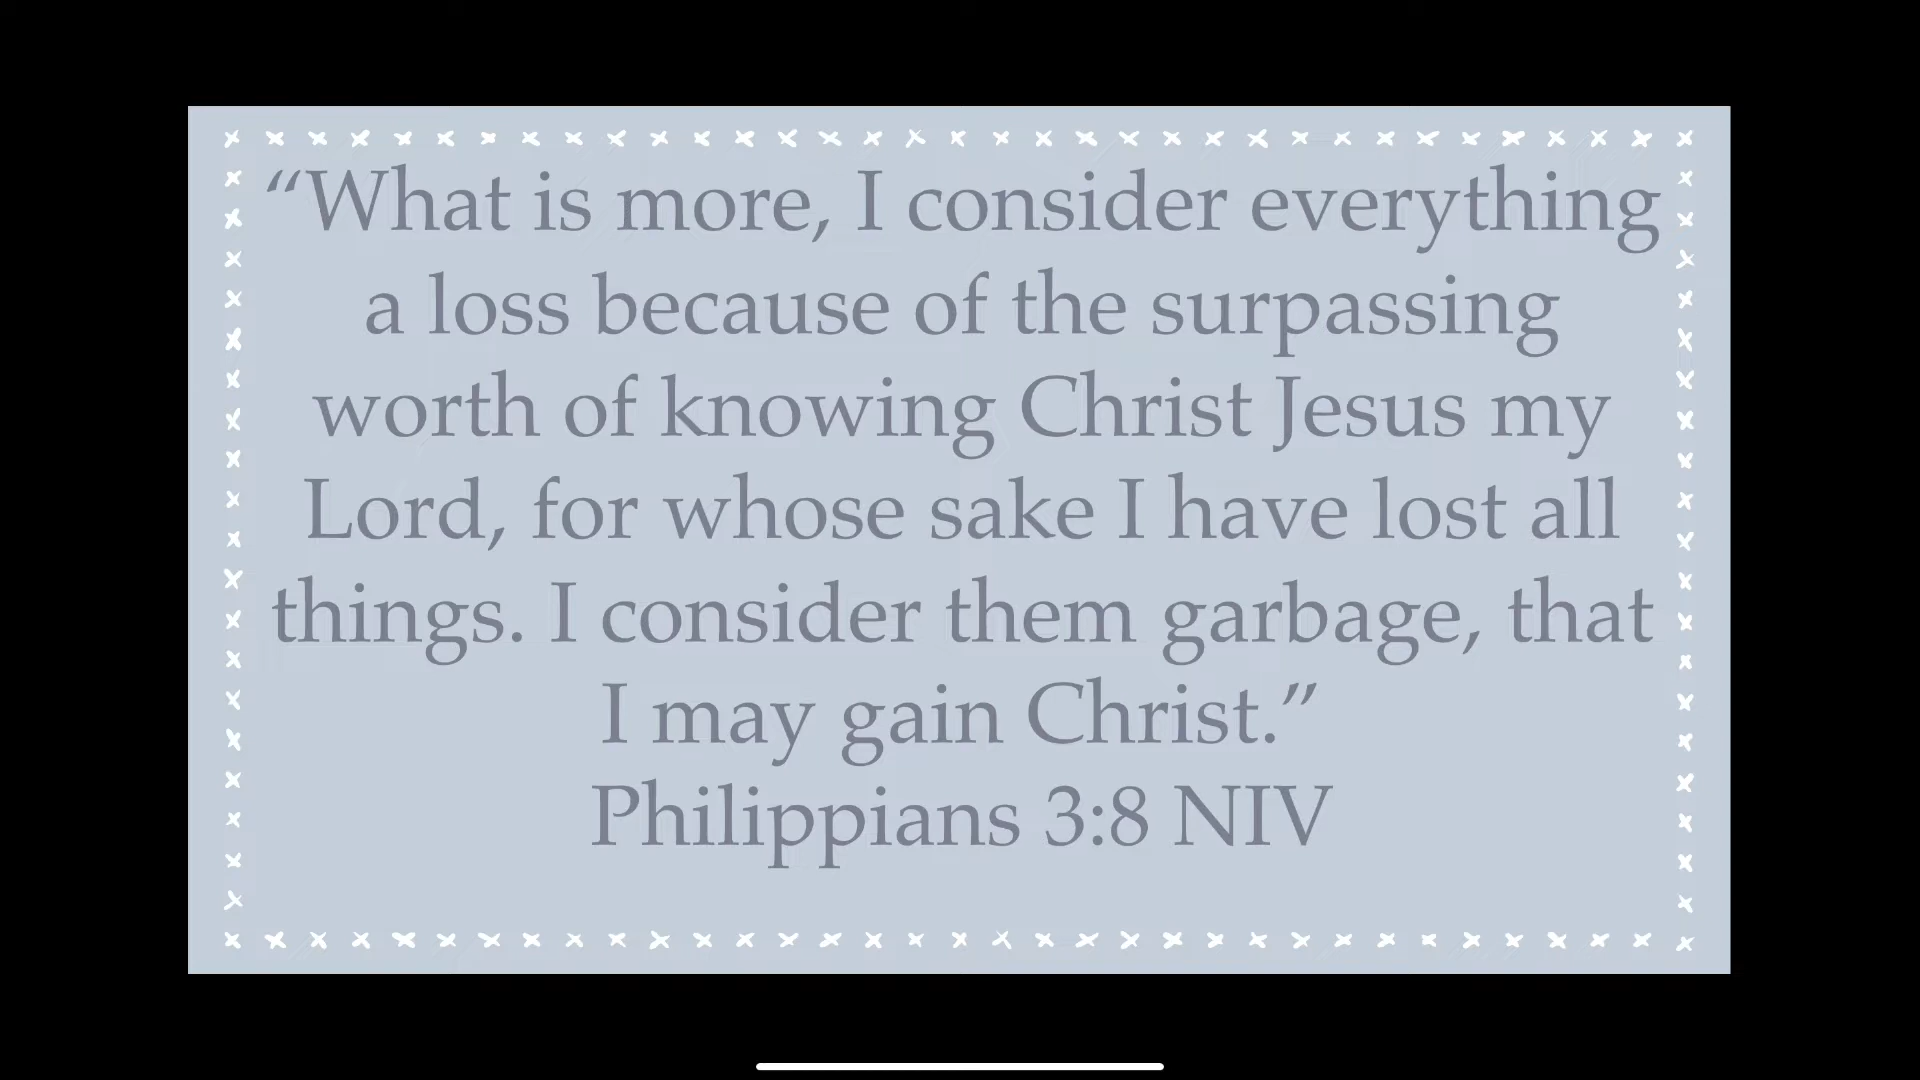 “What is more, I consider everything
a loss because of the surpassing
worth of knowing Christ Jesus my
Lord, for whose sake I have lost all
things. I consider them garbage, that
I may gain Christ.”
Philippians 3:8 NIV